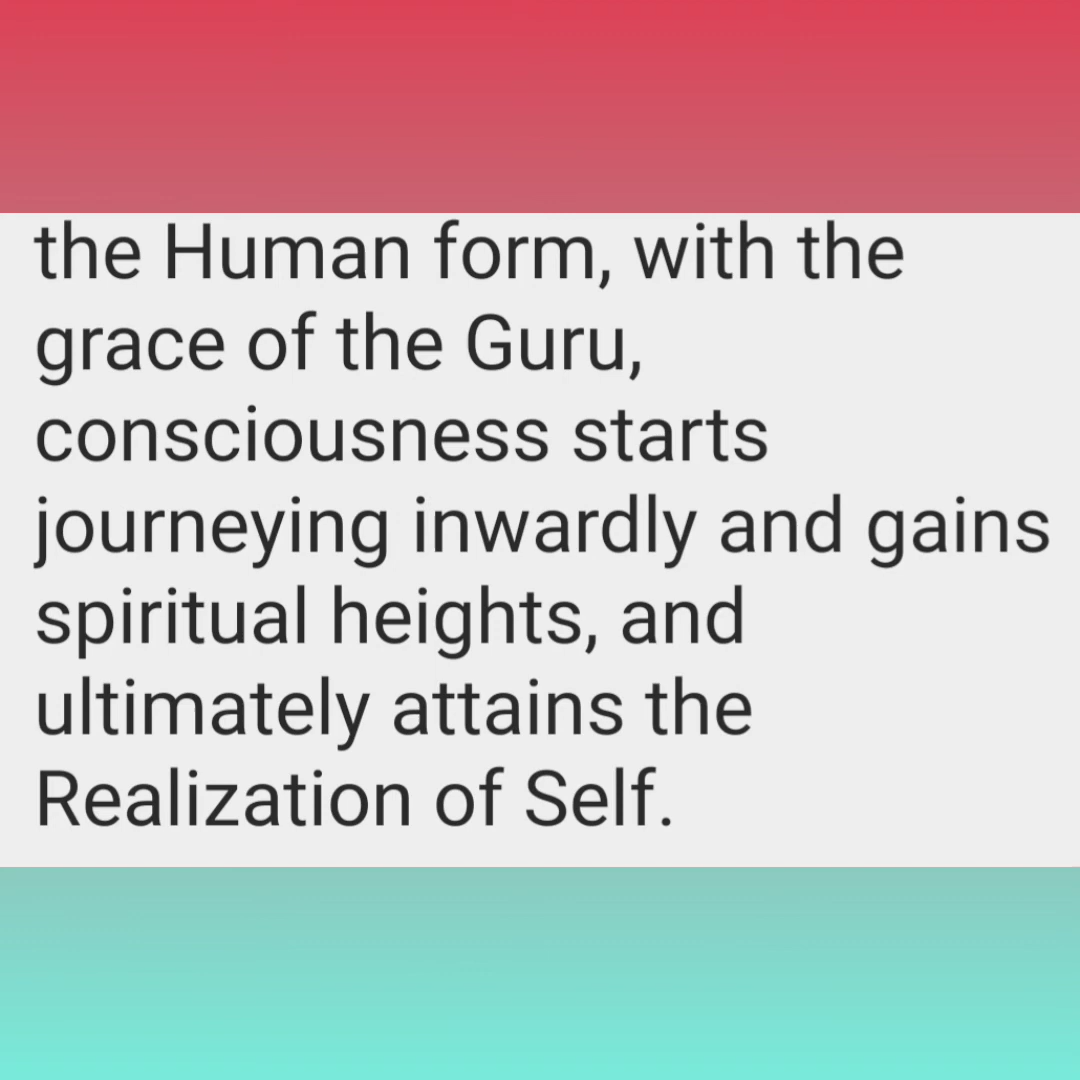 the Human form, with the
grace of the Guru,
consciousness starts
journeying inwardly and gains
spiritual heights, and
ultimately attains the
Realization of Self.